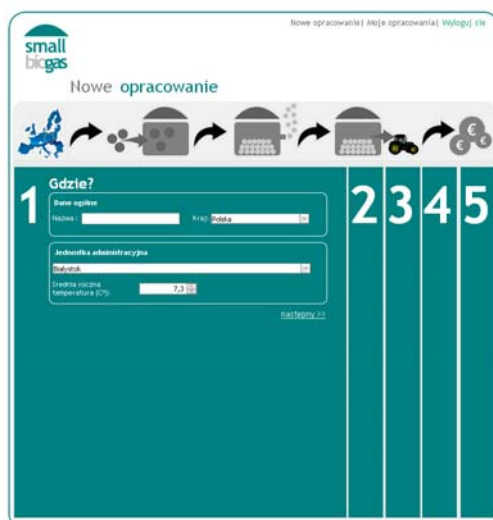 Nowe opracowanie| Moje opracowania| Wyloguj się
small
biogas
Nowe opracowanie
€
€
€
1
Gdzie?
2
3
4
5
Dane ogólne
Nazwa :
Kraj: Polska
Jednostka administracyjna
Białystok
Średnia roczna
temperatura (Cº):
7,3
następny >>